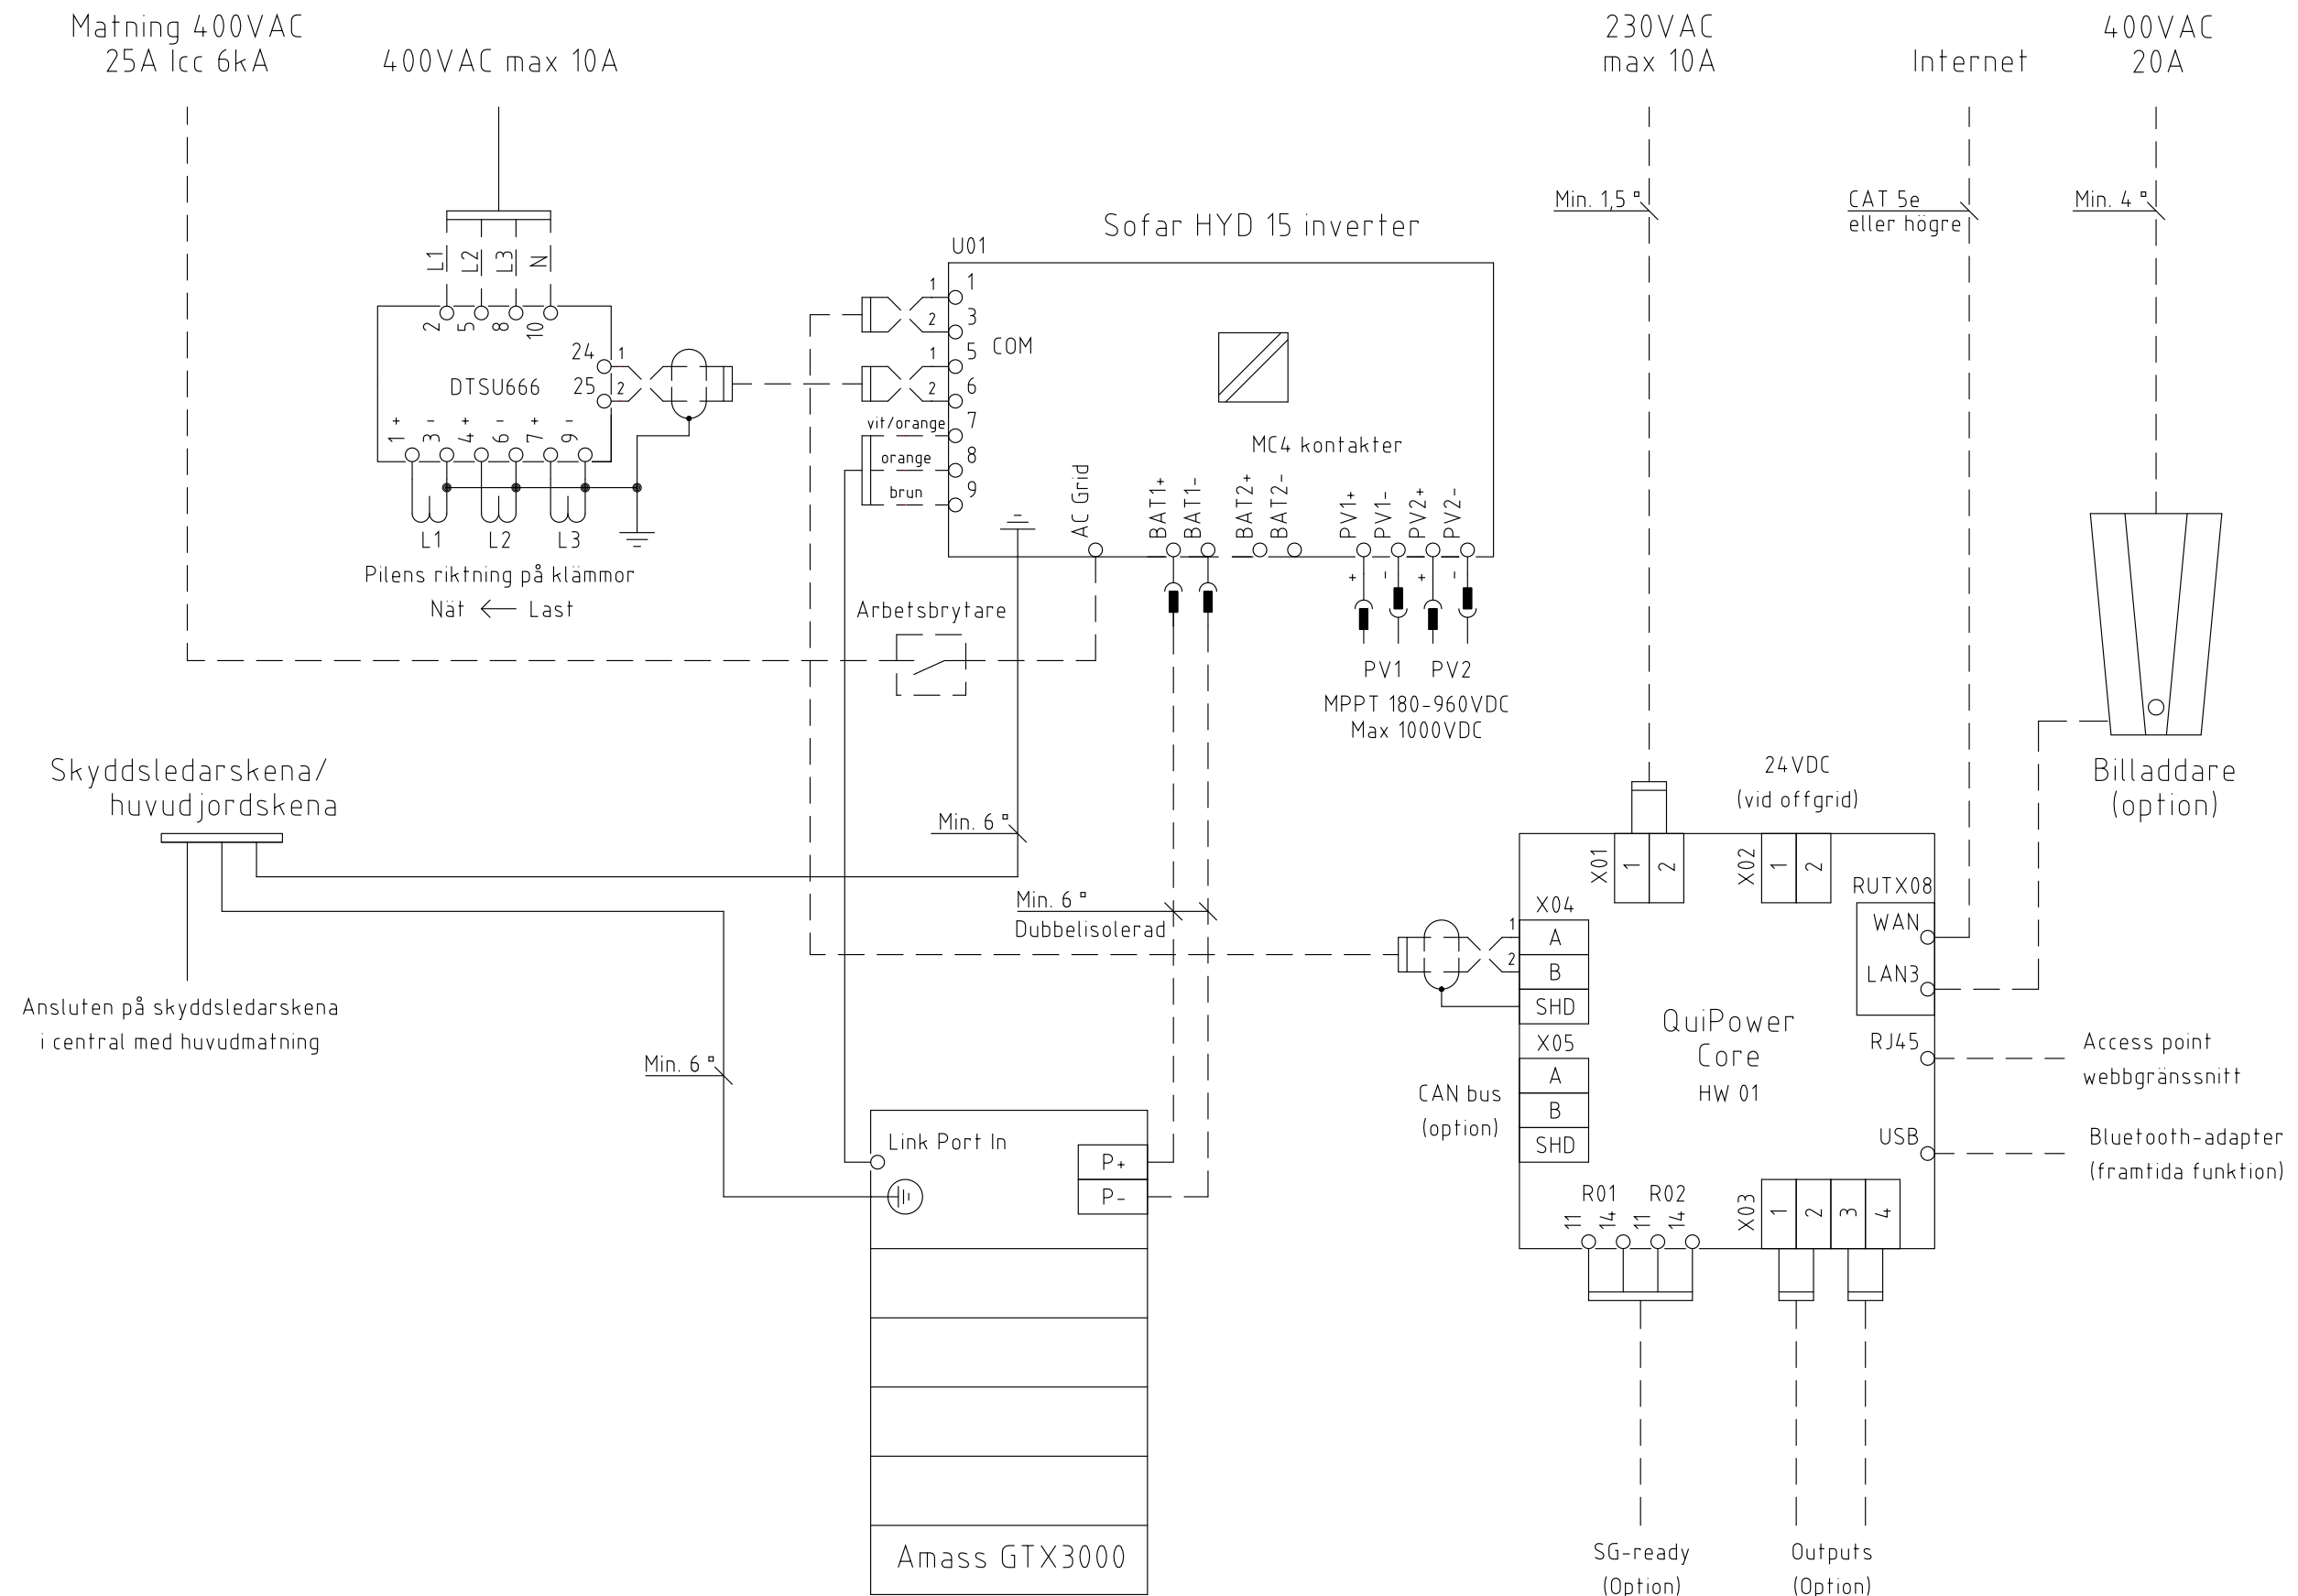 Matning 400VAC
25A Icc 6kA
400VAC max 10A
230VAC
max 10A
Internet
400VAC
20A
Min. 1,5 ▫
CAT 5e
eller högre
Min. 4 ▫
L1
L2
L3
N
2
5
8
10
24
1
25
2
DTSU666
1 +
3 -
4 +
6 -
7 +
9 -
L1
L2
L3
Pilens riktning på klämmor
Nät
Last
Sofar HYD 15 inverter
U01
1
1
2
3
COM
1
5
2
6
vit/orange
7
orange
8
brun
9
MC4 kontakter
AC Grid
BAT1+
BAT1-
BAT2+
BAT2-
PV1+
PV1-
PV2+
PV2-
+
-
+
-
PV1
PV2
MPPT 180-960VDC
Max 1000VDC
Arbetsbrytare
Skyddsledarskena/
huvudjordskena
Ansluten på skyddsledarskena
i central med huvudmatning
Min. 6 ▫
Min. 6 ▫
Dubbelisolerad
Min. 6 ▫
Link Port In
P+
P-
Amass GTX3000
24VDC
(vid offgrid)
Billaddare
(option)
X01
1
2
X02
1
2
RUTX08
WAN
LAN3
X04
1
A
2
B
SHD
QuiPower
Core
HW 01
X05
A
B
SHD
CAN bus
(option)
RJ45
Access point
webbgränssnitt
USB
Bluetooth-adapter
(framtida funktion)
R01
R02
11
14
11
14
X03
1
2
3
4
SG-ready
(Option)
Outputs
(Option)